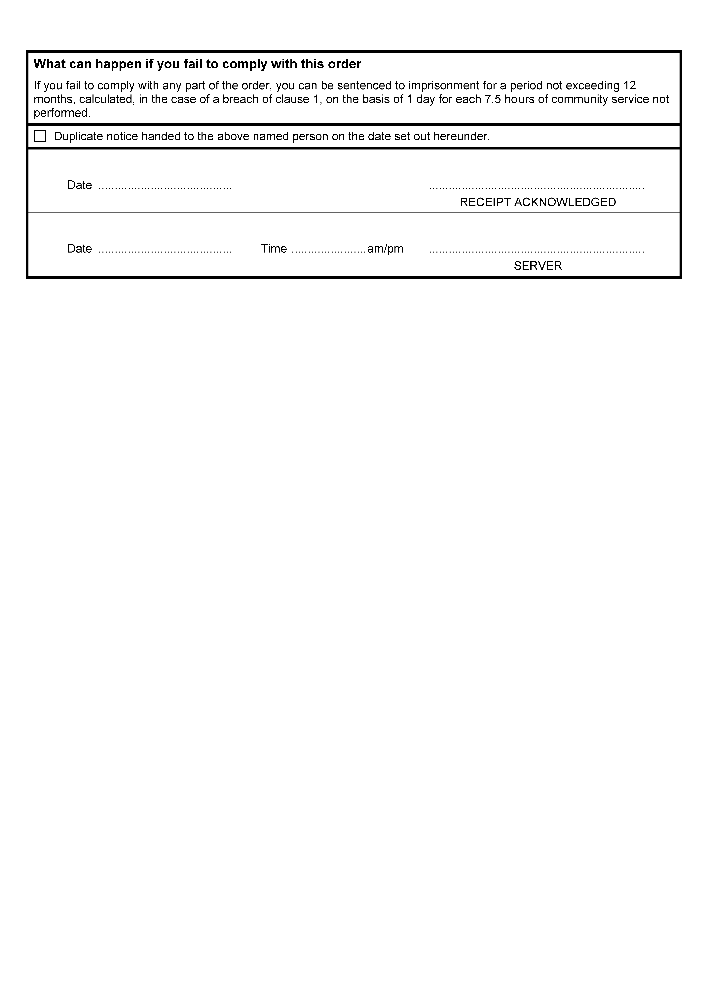 What can happen if you fail to comply with this order
If you fail to comply with any part of the order, you can be sentenced to imprisonment for a period not exceeding 12
months, calculated, in the case of a breach of clause 1, on the basis of 1 day for each 7.5 hours of community service not
performed.
Duplicate notice handed to the above named person on the date set out hereunder.
Date ......................................... ..................................................................
RECEIPT ACKNOWLEDGED
Date ......................................... Time .......................am/pm ..................................................................
SERVER